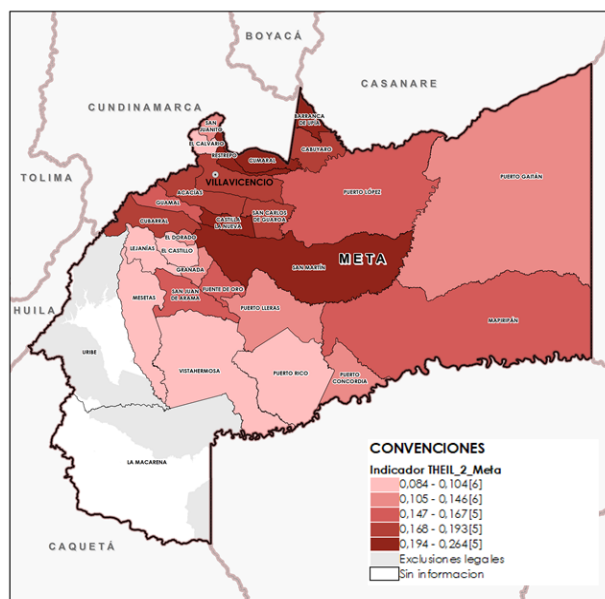 BOYACÁ
CASANARE
CUNDINAMARCA
BARRANCA
DE UPÍA
SAN
JUANITO
EL CALVARIO
CABUYARO
RESTREPO
CUMARAL
TOLIMA
VILLAVICENCIO
PUERTO GAITÁN
ACACÍAS
PUERTO LÓPEZ
GUAMAL
CUBARRAL
CASTILLA
LA NUEVA
SAN CARLOS
DE GUAROA
EL DORADO
LEJANÍAS
EL CASTILLO
META
GRANADA
SAN MARTÍN
HUILA
MESETAS
SAN JUAN
DE ARAMA
FUENTE DE ORO
PUERTO LLERAS
MAPIRIPÁN
URIBE
VISTAHERMOSA
PUERTO RICO
PUERTO
CONCORDIA
LA MACARENA
CAQUETÁ
CONVENCIONES
Indicador THEIL_2_Meta
0,084 - 0,104[6]
0,105 - 0,146[6]
0,147 - 0,167[5]
0,168 - 0,193[5]
0,194 - 0,264[5]
Exclusiones legales
Sin informacion